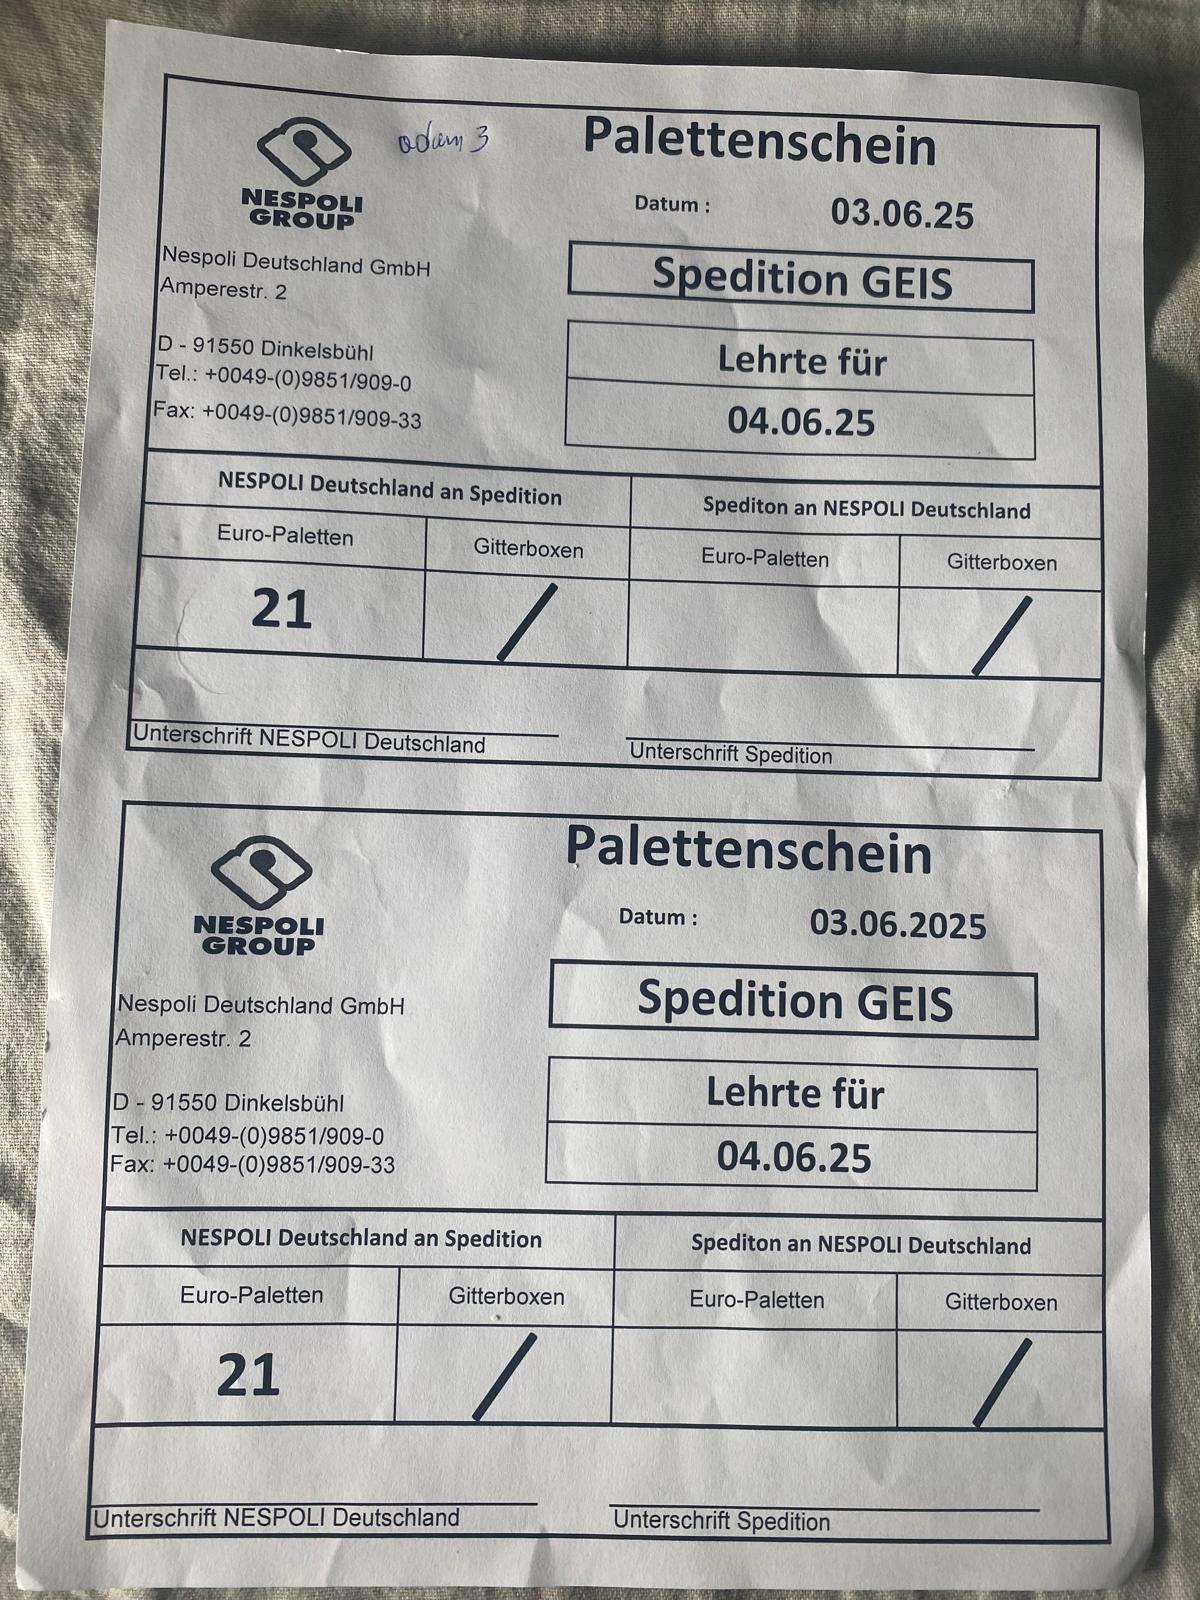 NESPOLI
GROUP
odam 3
Palettenschein
Datum : 03.06.25
Spedition GEIS
Nespoli Deutschland GmbH
Amperestr. 2
D - 91550 Dinkelsbühl
Tel.: +0049-(0)9851/909-0
Fax: +0049-(0)9851/909-33
Lehrte für
04.06.25
NESPOLI Deutschland an Spedition Spediton an NESPOLI Deutschland
Euro-Paletten Gitterboxen Euro-Paletten Gitterboxen
21 / /
Unterschrift NESPOLI Deutschland Unterschrift Spedition
NESPOLI
GROUP
Palettenschein
Datum : 03.06.2025
Spedition GEIS
Nespoli Deutschland GmbH
Amperestr. 2
D - 91550 Dinkelsbühl
Tel.: +0049-(0)9851/909-0
Fax: +0049-(0)9851/909-33
Lehrte für
04.06.25
NESPOLI Deutschland an Spedition Spediton an NESPOLI Deutschland
Euro-Paletten Gitterboxen Euro-Paletten Gitterboxen
21 / /
Unterschrift NESPOLI Deutschland Unterschrift Spedition